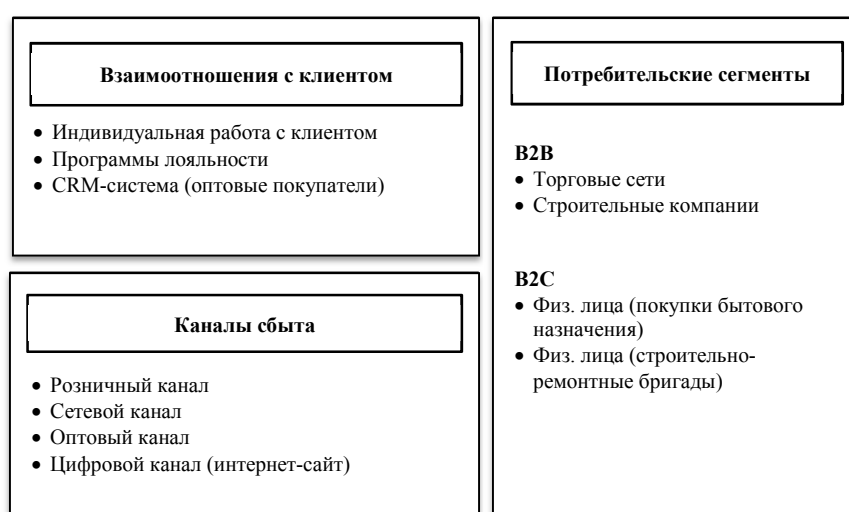 Взаимоотношения с клиентом
• Индивидуальная работа с клиентом
• Программы лояльности
• CRM-система (оптовые покупатели)
Каналы сбыта
• Розничный канал
• Сетевой канал
• Оптовый канал
• Цифровой канал (интернет-сайт)
Потребительские сегменты
B2B
• Торговые сети
• Строительные компании
B2C
• Физ. лица (покупки бытового
назначения)
• Физ. лица (строительно-
ремонтные бригады)